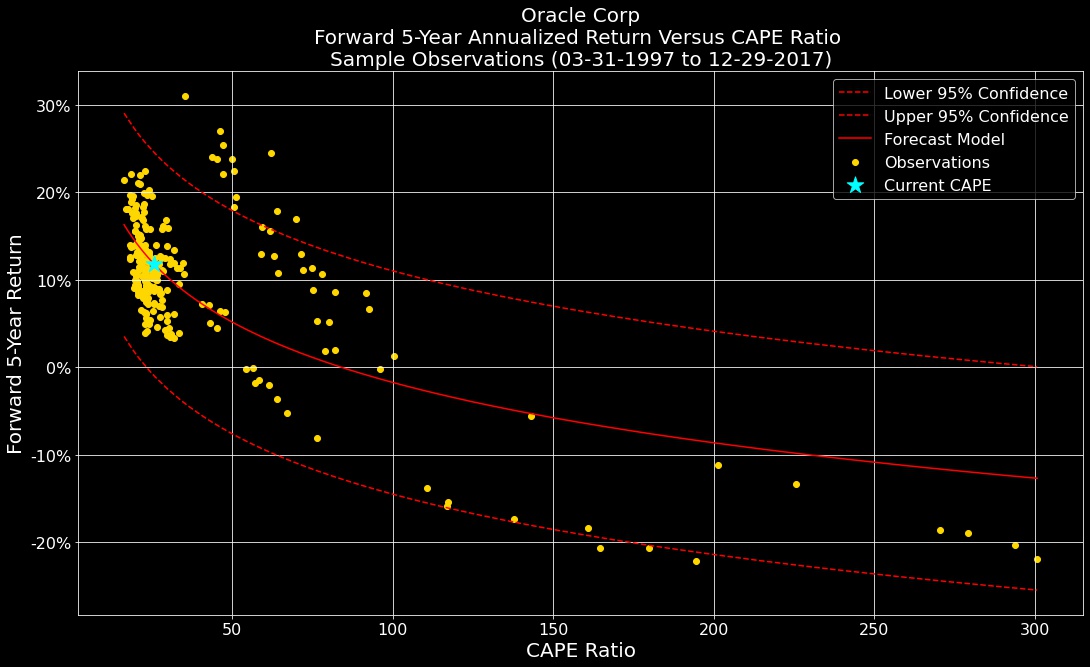 Oracle Corp
Forward 5-Year Annualized Return Versus CAPE Ratio
Sample Observations (03-31-1997 to 12-29-2017)
Lower 95% Confidence
Upper 95% Confidence
Forecast Model
Observations
Current CAPE
Forward 5-Year Return
30%
20%
10%
0%
-10%
-20%
50 100 150 200 250 300
CAPE Ratio